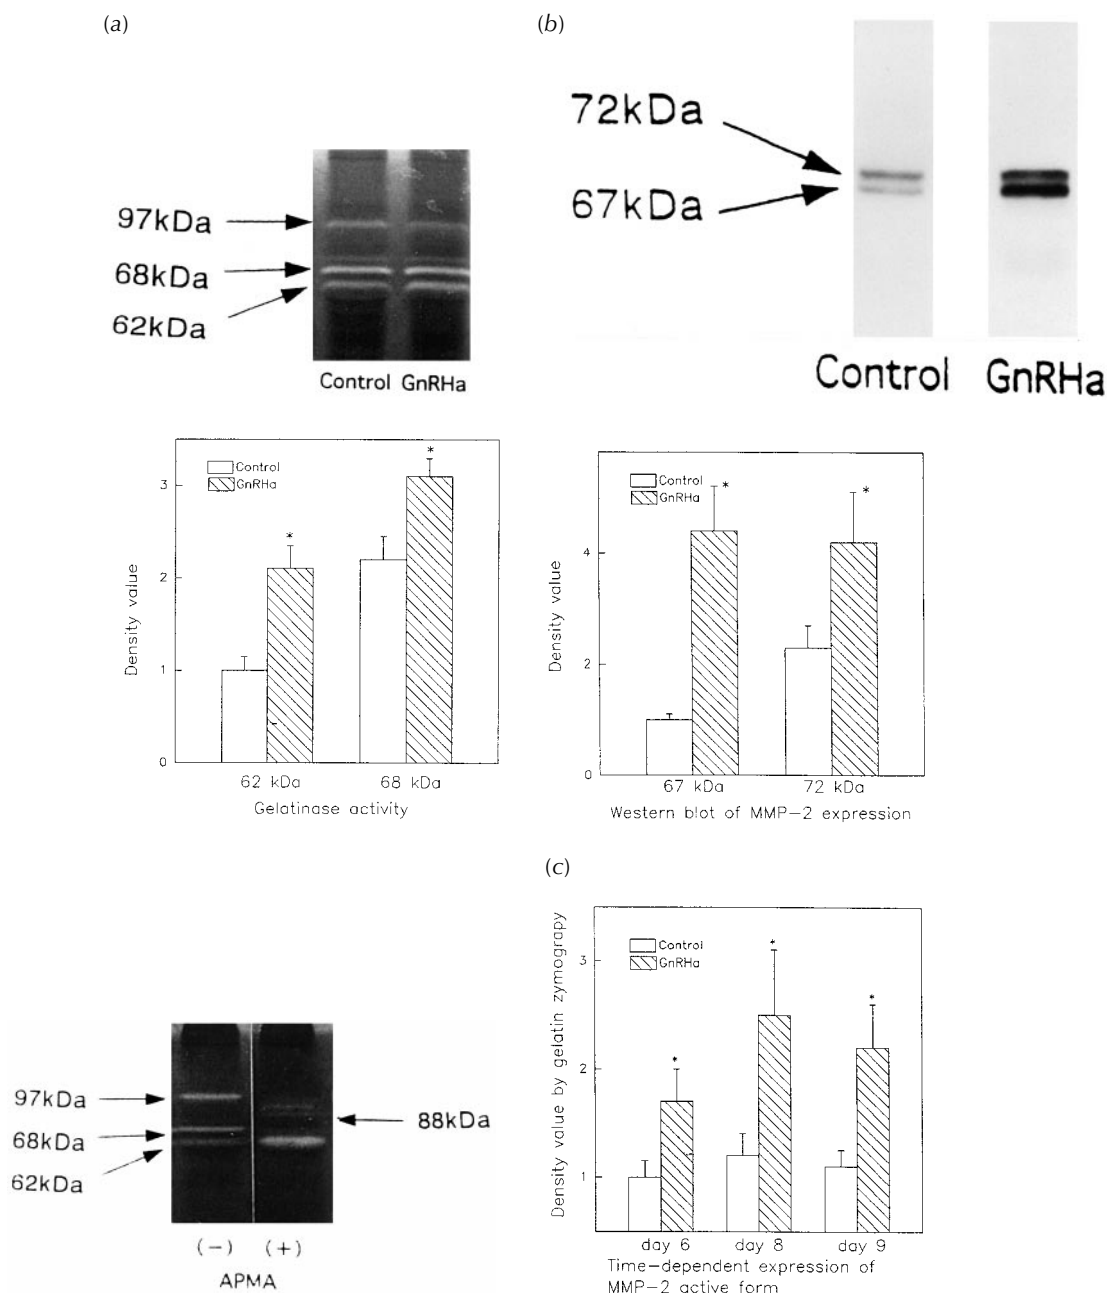 (a)
97kDa
68kDa
62kDa
Control GnRHa
Control
GnRHa
*
*
3
2
1
0
Density value
62 kDa 68 kDa
Gelatinase activity
97kDa
68kDa
62kDa
88kDa
(-) (+)
APMA
(b)
72kDa
67kDa
Control GnRHa
Control
GnRHa
*
*
4
2
0
Density value
67 kDa 72 kDa
Western blot of MMP-2 expression
(c)
Control
GnRHa
*
*
*
3
2
1
Density value by gelatin zymograpy
day 6 day 8 day 9
Time-dependent expression of
MMP-2 active form